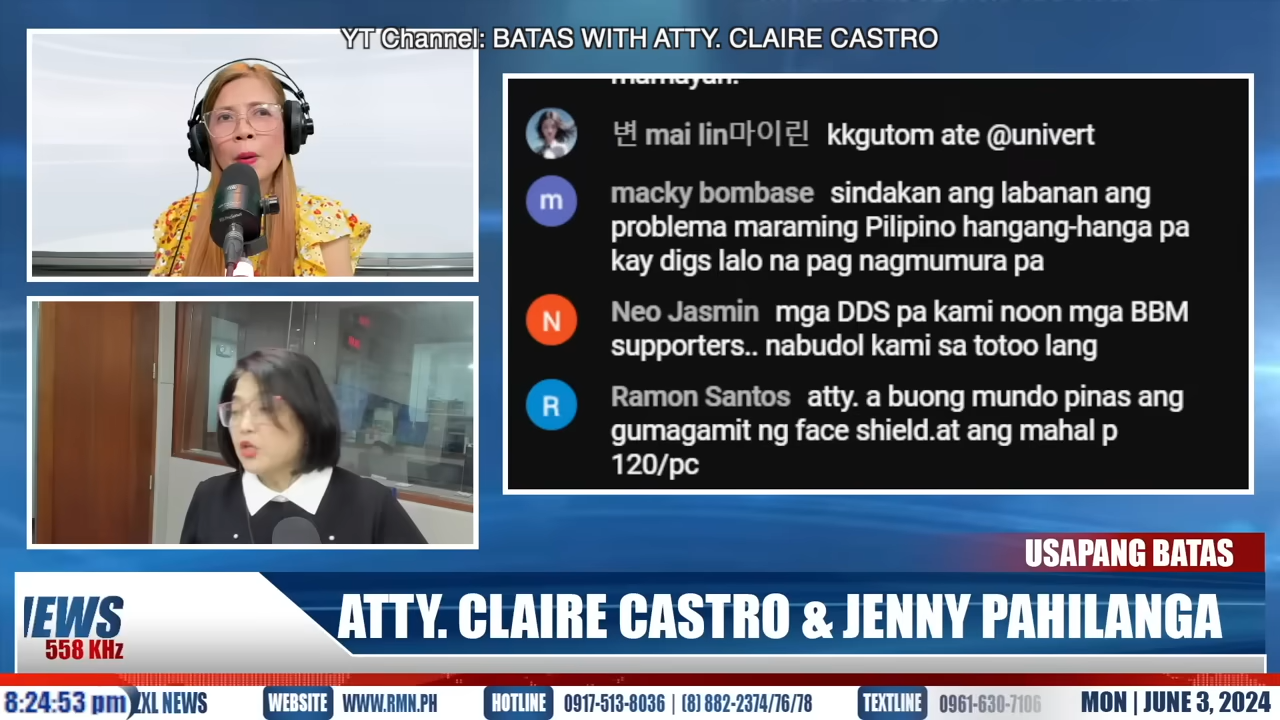 YT Channel: BATAS WITH ATTY. CLAIRE CASTRO
mamayan.
변 mai lin마이린 kkgutom ate @univert
m
macky bombase sindakan ang labanan ang
problema maraming Pilipino hangang-hanga pa
kay digs lalo na pag nagmumura pa
N
Neo Jasmin mga DDS pa kami noon mga BBM
supporters.. nabudol kami sa totoo lang
R
Ramon Santos atty. a buong mundo pinas ang
gumagamit ng face shield.at ang mahal p
120/pc
USAPANG BATAS
IEWS
558 KHz
ATTY. CLAIRE CASTRO & JENNY PAHILANGA
8:24:53 pm
ZXL NEWS
WEBSITE WWW.RMN.PH
HOTLINE 0917-513-8036 | (8) 882-2374/76/78
TEXTLINE 0961-630-7106
MON | JUNE 3, 2024